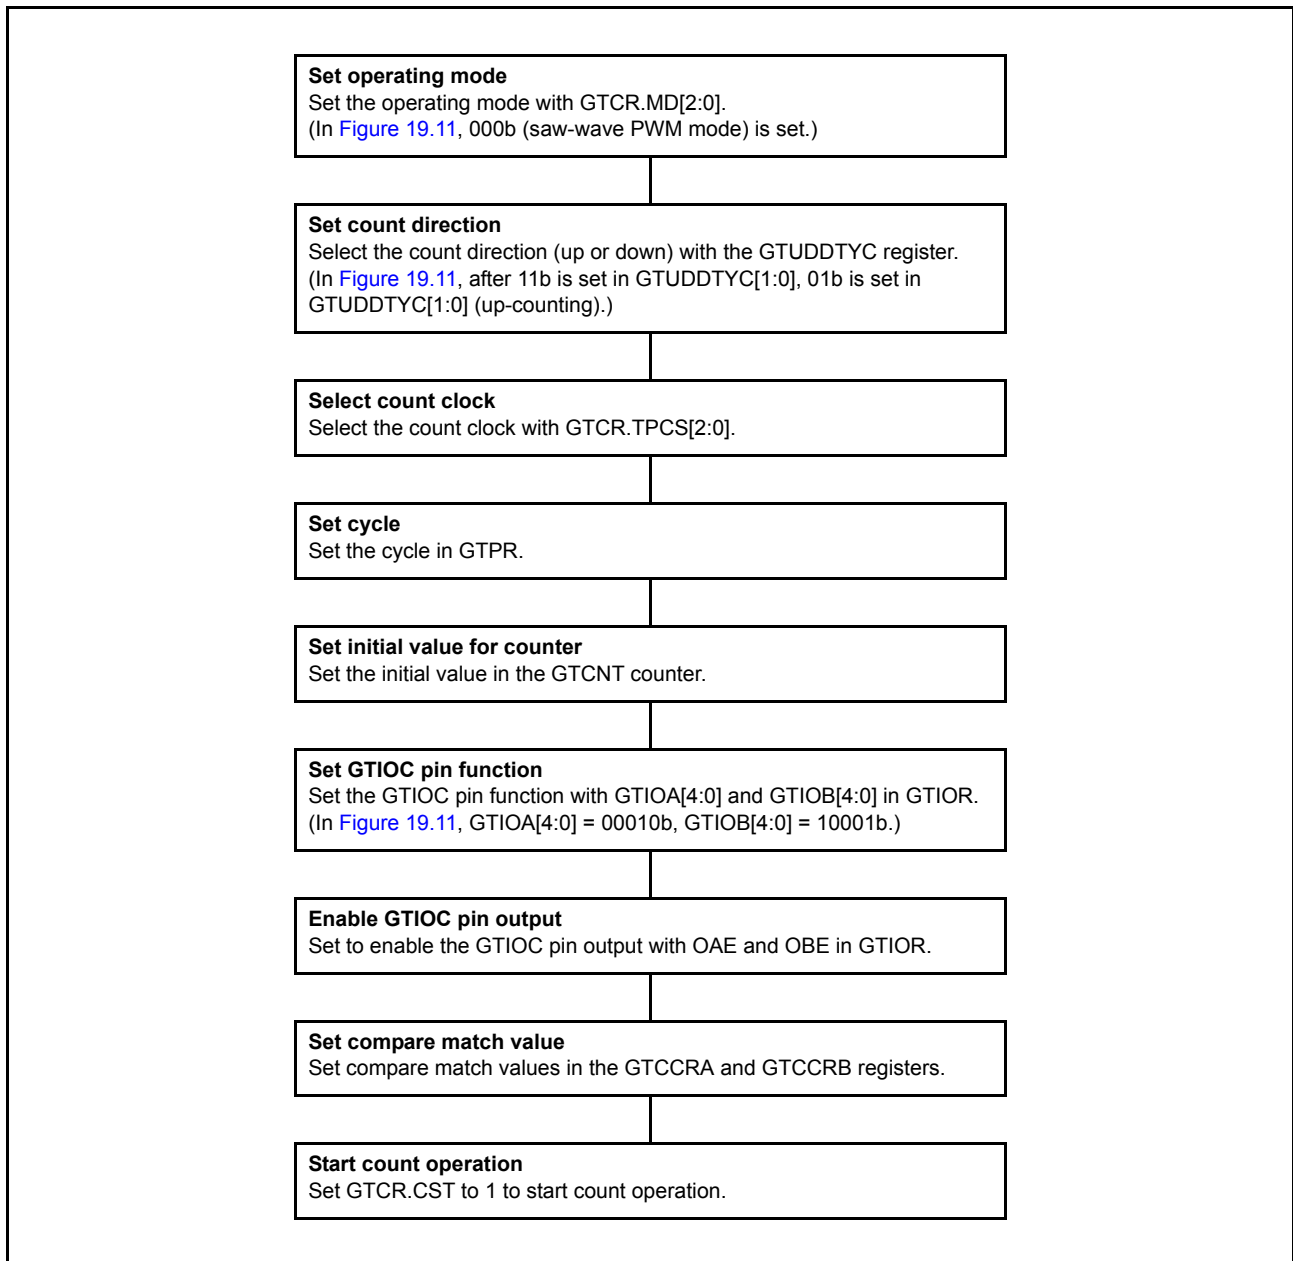 Set operating mode
Set the operating mode with GTCR.MD[2:0].
(In Figure 19.11, 000b (saw-wave PWM mode) is set.)
Set count direction
Select the count direction (up or down) with the GTUDDTYC register.
(In Figure 19.11, after 11b is set in GTUDDTYC[1:0], 01b is set in
GTUDDTYC[1:0] (up-counting).)
Select count clock
Select the count clock with GTCR.TPCS[2:0].
Set cycle
Set the cycle in GTPR.
Set initial value for counter
Set the initial value in the GTCNT counter.
Set GTIOC pin function
Set the GTIOC pin function with GTIOA[4:0] and GTIOB[4:0] in GTIOR.
(In Figure 19.11, GTIOA[4:0] = 00010b, GTIOB[4:0] = 10001b.)
Enable GTIOC pin output
Set to enable the GTIOC pin output with OAE and OBE in GTIOR.
Set compare match value
Set compare match values in the GTCCRA and GTCCRB registers.
Start count operation
Set GTCR.CST to 1 to start count operation.